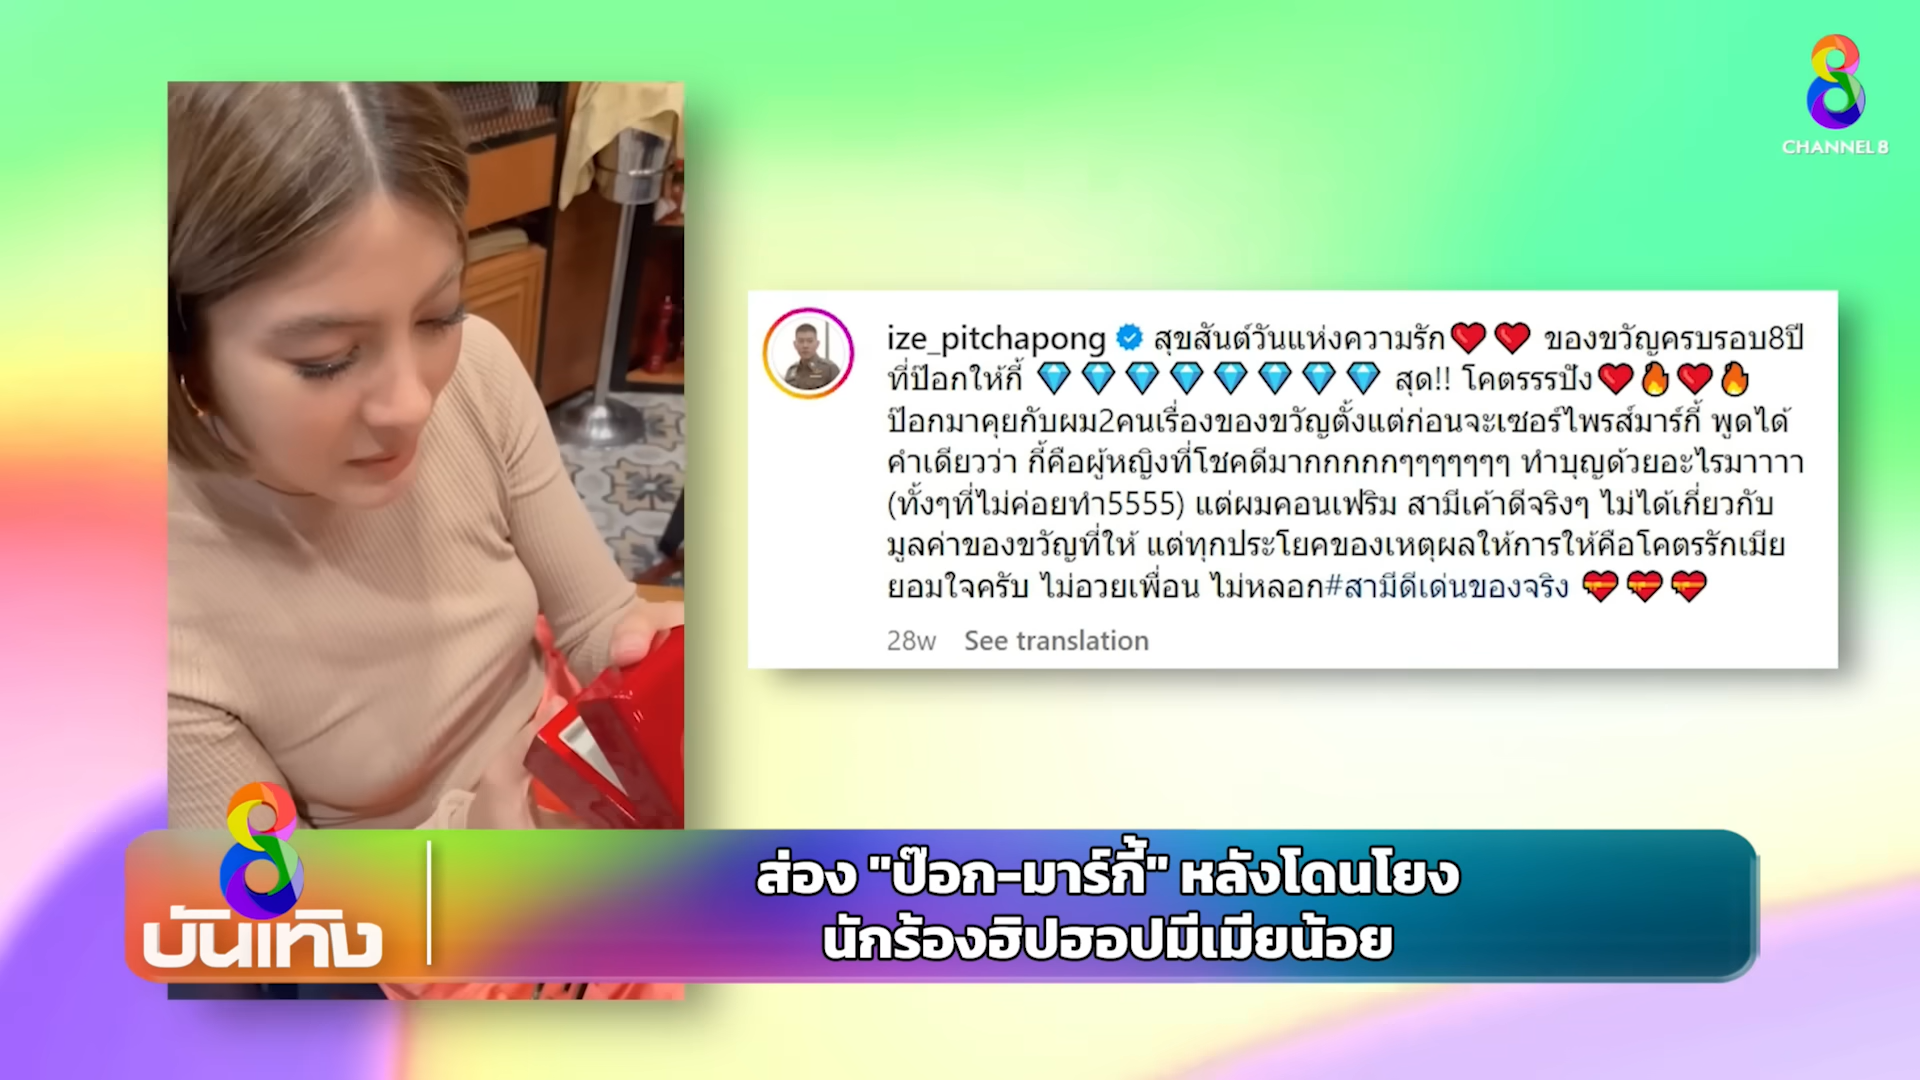 CHANNEL 8
ize_pitchapong สุขสันต์วันแห่งความรัก❤️❤️ ของขวัญครบรอบ8ปี
ที่ป๊อกให้กี้ 💎💎💎💎💎💎💎💎 สุด!! โคตรรรปัง❤️🔥❤️🔥
ป๊อกมาคุยกับผม2คนเรื่องของขวัญตั้งแต่ก่อนจะเซอร์ไพรส์มาร์กี้ พูดได้
คำเดียวว่า กี้คือผู้หญิงที่โชคดีมากกกกกๆๆๆๆๆๆๆ ทำบุญด้วยอะไรมาาาา
(ทั้งๆที่ไม่ค่อยทำ5555) แต่ผมคอนเฟริม สามีเค้าดีจริงๆ ไม่ได้เกี่ยวกับ
มูลค่าของขวัญที่ให้ แต่ทุกประโยคของเหตุผลให้การให้คือโคตรรักเมีย
ยอมใจครับ ไม่อวยเพื่อน ไม่หลอก#สามีดีเด่นของจริง 💝💝💝
28w See translation
ส่อง "ป๊อก-มาร์กี้" หลังโดนโยง
นักร้องฮิปฮอปมีเมียน้อย
8
บันเทิง